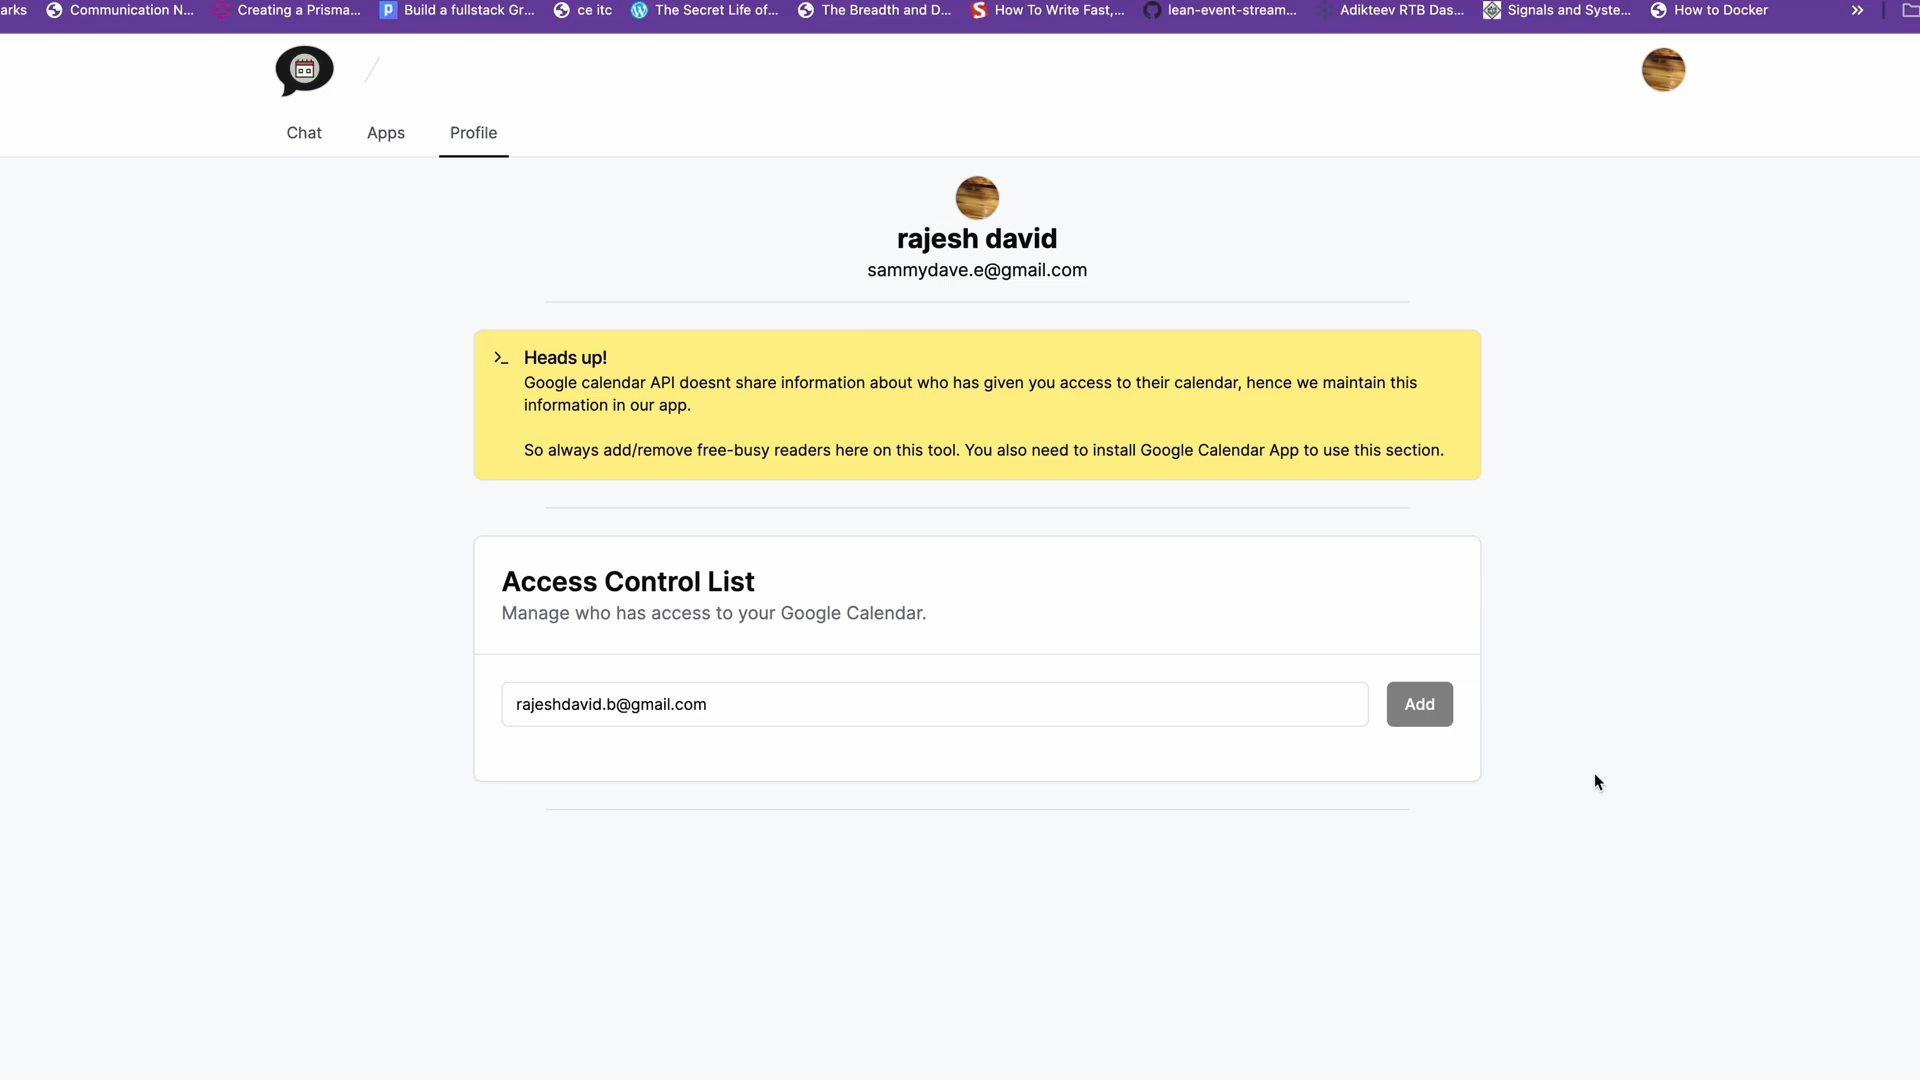 arks Communication N... Creating a Prisma... Build a fullstack Gr... ce itc The Secret Life of... The Breadth and D... How To Write Fast,... lean-event-stream... Adikteev RTB Das... Signals and Syste... How to Docker
Chat Apps Profile
rajesh david
sammydave.e@gmail.com
Heads up!
Google calendar API doesnt share information about who has given you access to their calendar, hence we maintain this
information in our app.
So always add/remove free-busy readers here on this tool. You also need to install Google Calendar App to use this section.
Access Control List
Manage who has access to your Google Calendar.
rajeshdavid.b@gmail.com Add